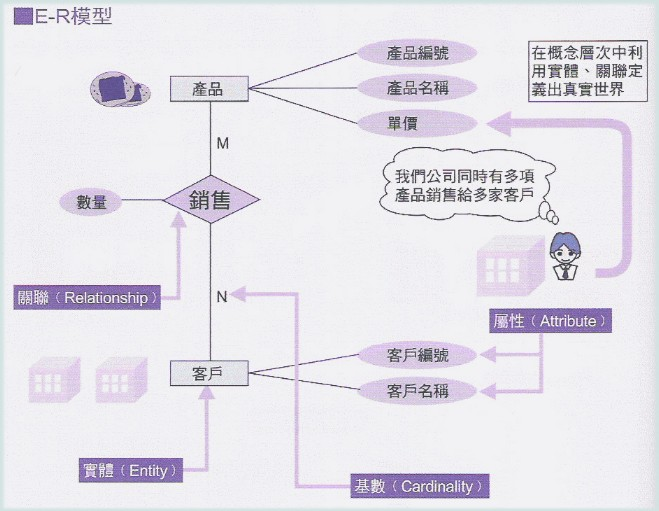 E-R模型
產品編號
產品名稱
單價
產品
在概念層次中利
用實體、關聯定
義出真實世界
M
我們公司同時有多項
產品銷售給多家客戶
數量
銷售
關聯（Relationship）
N
屬性（Attribute）
客戶編號
客戶名稱
客戶
實體（Entity）
基數（Cardinality）